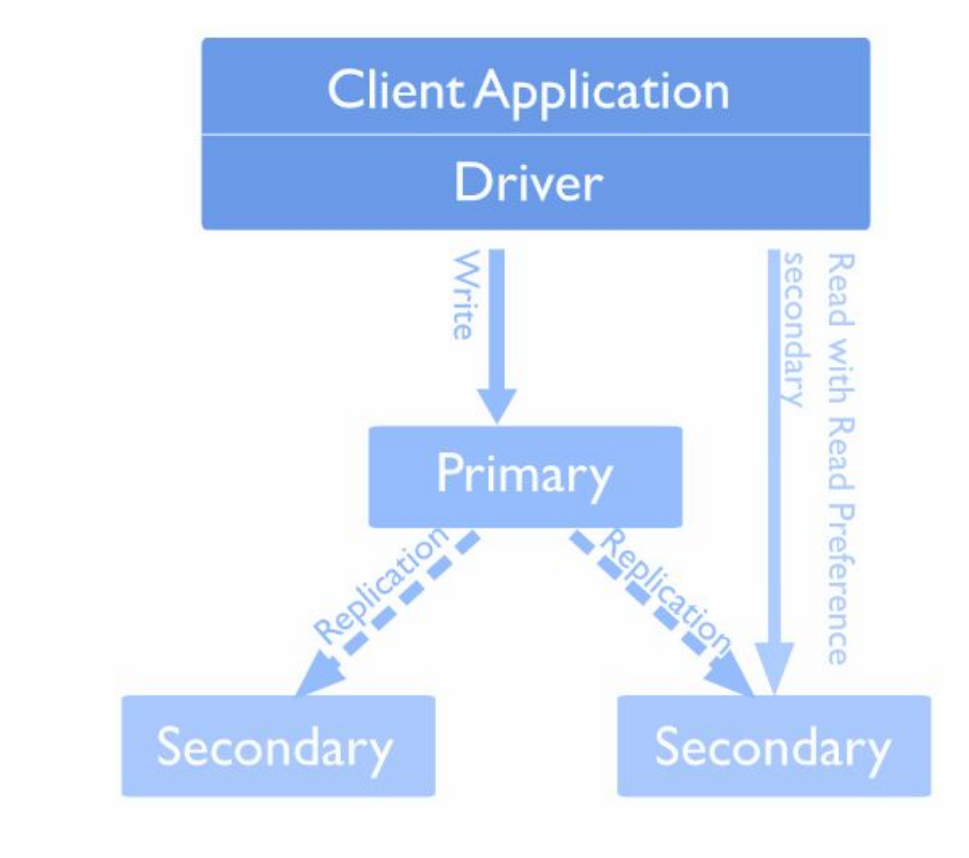 Client Application
Driver
Write
Read with Read Preference
secondary
Primary
Replication
Replication
Secondary
Secondary